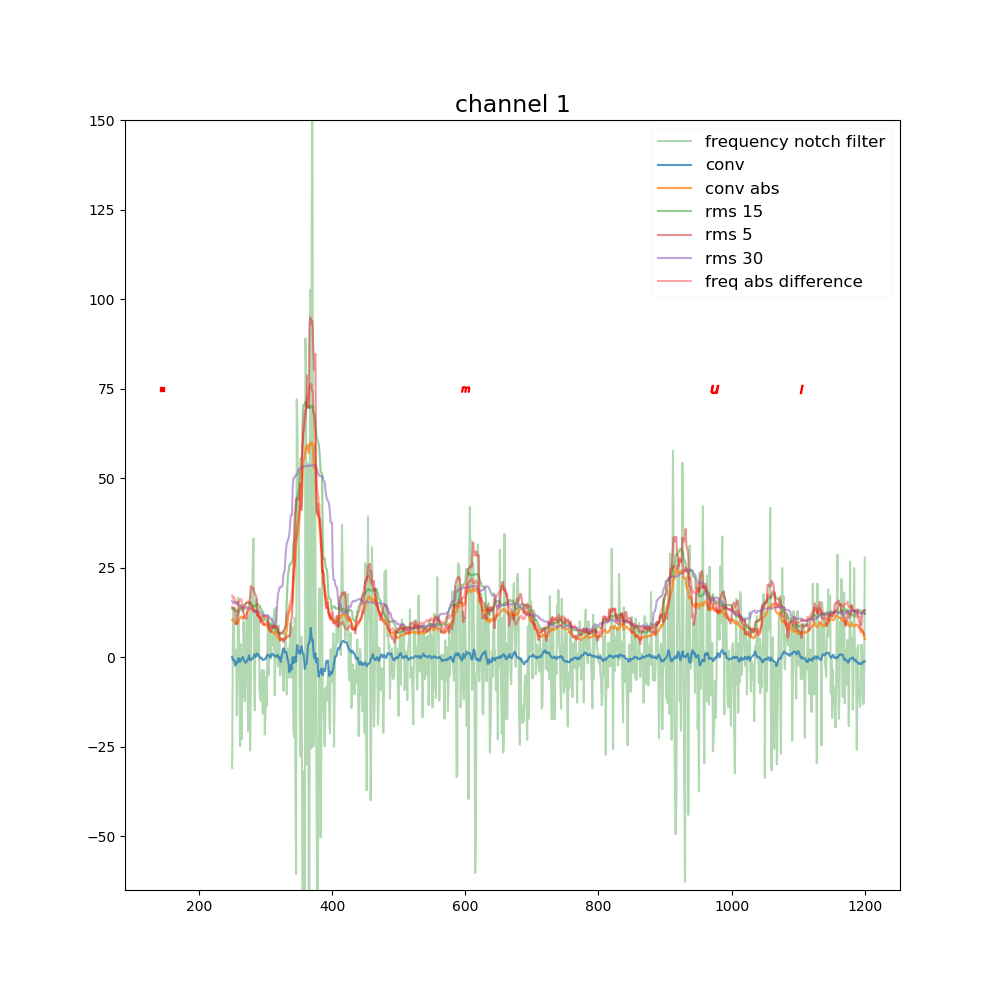 channel 1
150
125
100
75
50
25
0
−25
−50
frequency notch filter
conv
conv abs
rms 15
rms 5
rms 30
freq abs difference
m u l
200 400 600 800 1000 1200